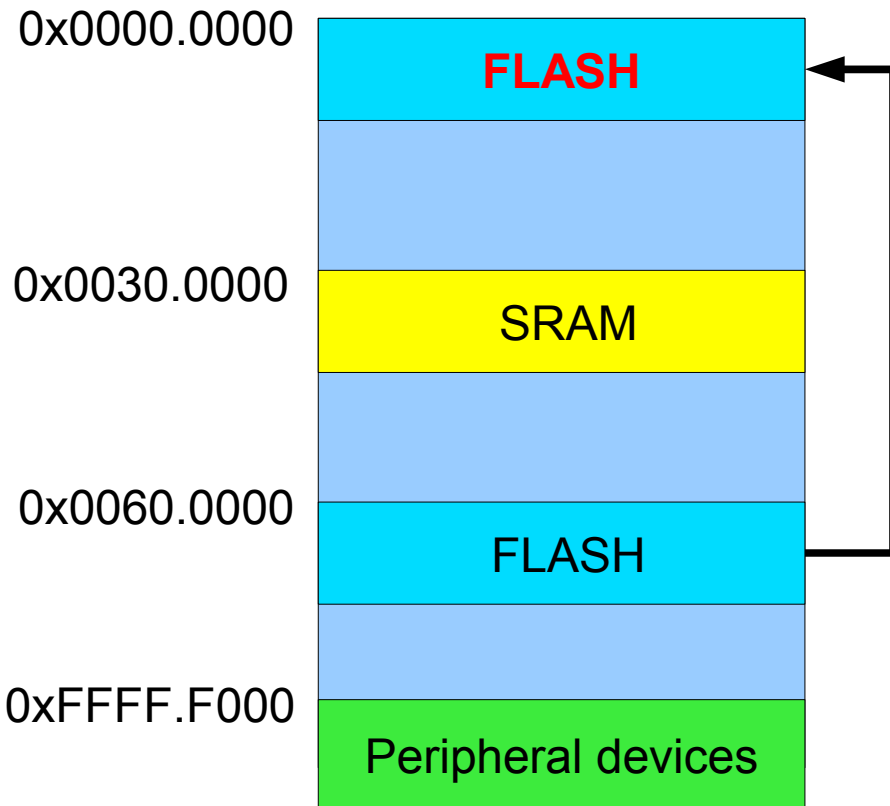 0x0000.0000
FLASH
0x0030.0000
SRAM
0x0060.0000
FLASH
0xFFFF.F000
Peripheral devices